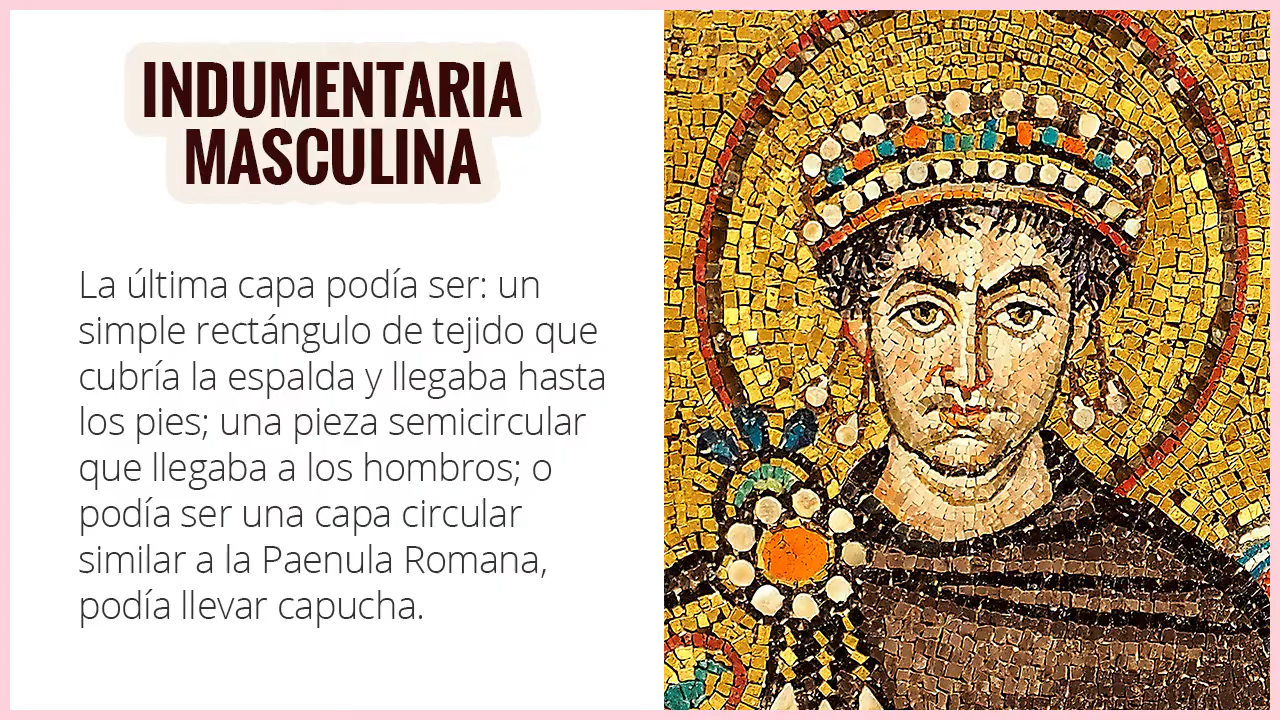 INDUMENTARIA
MASCULINA
La última capa podía ser: un
simple rectángulo de tejido que
cubría la espalda y llegaba hasta
los pies; una pieza semicircular
que llegaba a los hombros; o
podía ser una capa circular
similar a la Paenula Romana,
podía llevar capucha.